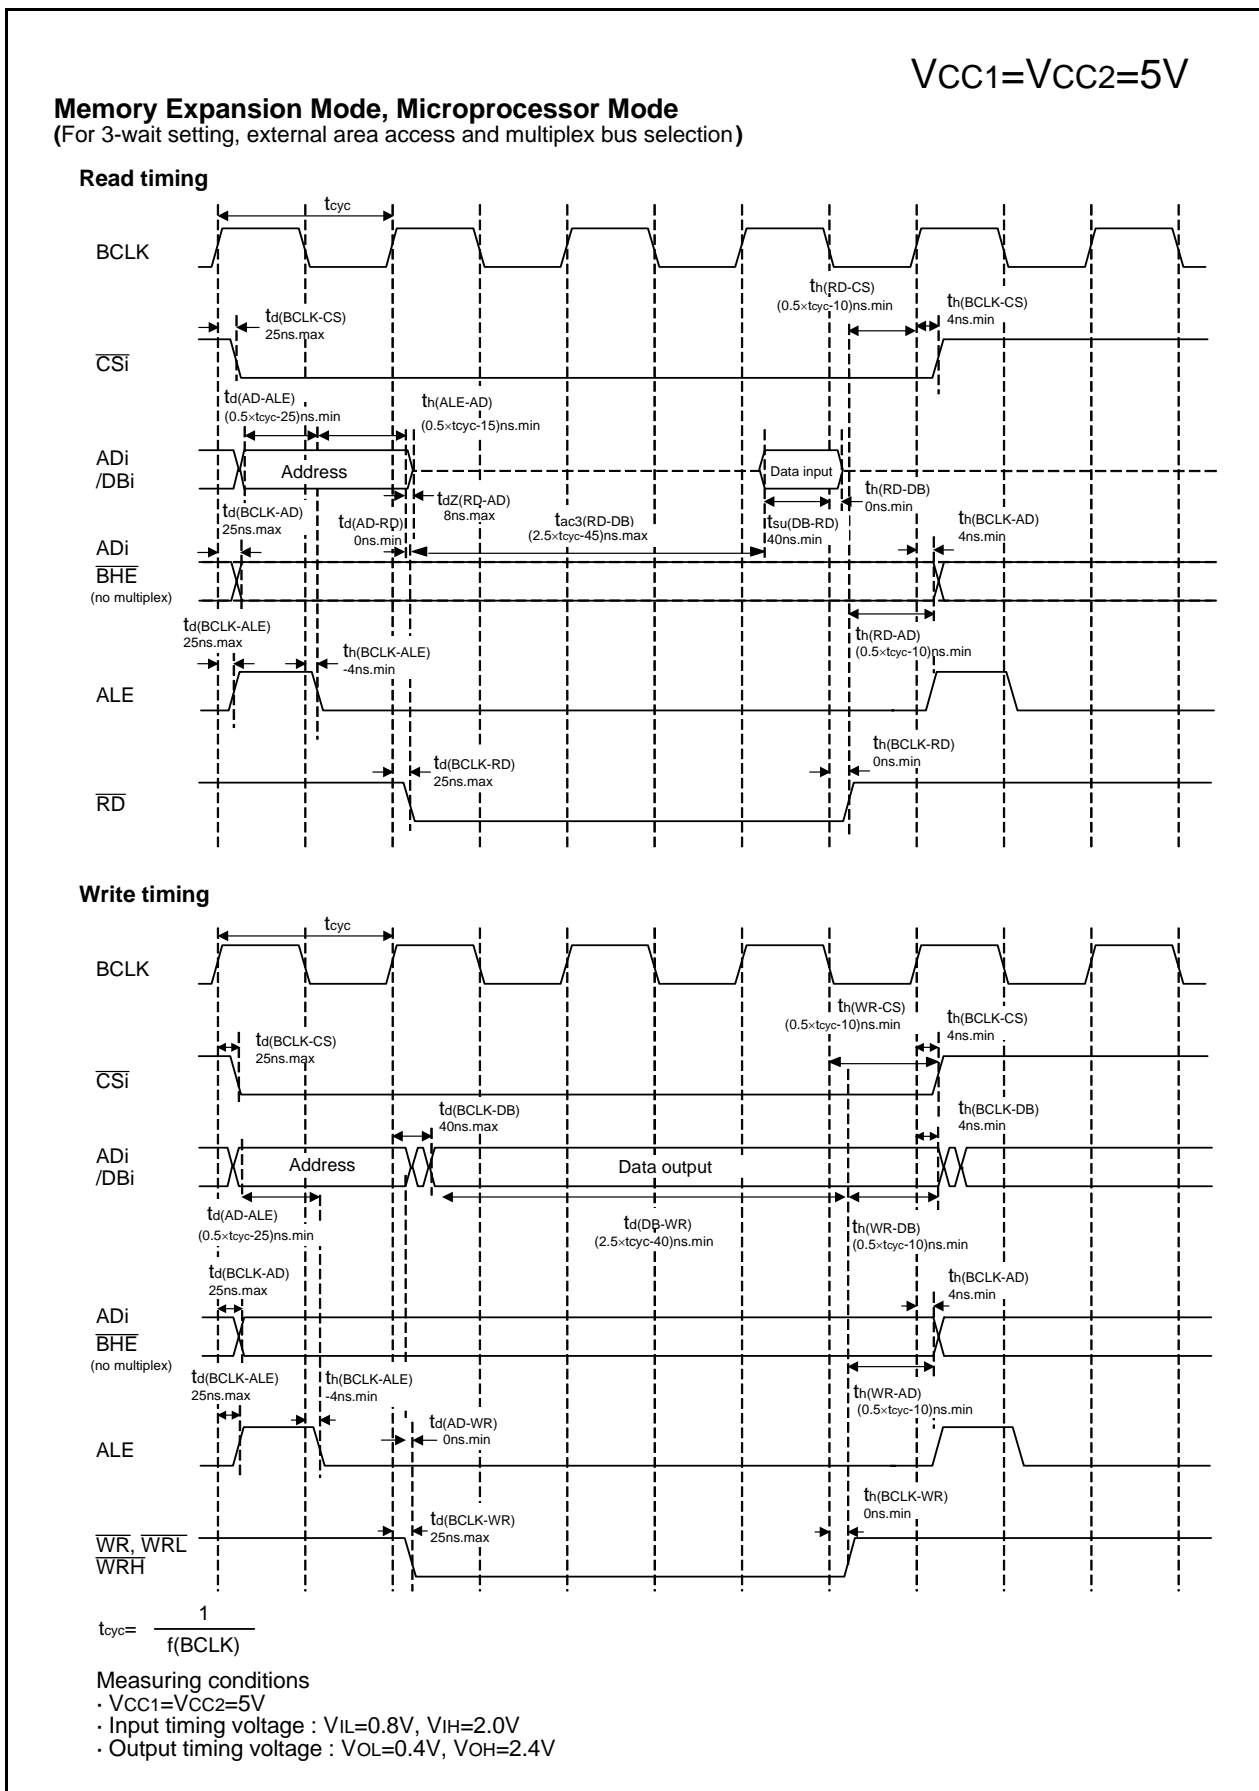 VCC1=VCC2=5V
Memory Expansion Mode, Microprocessor Mode
(For 3-wait setting, external area access and multiplex bus selection)
Read timing
tcyc
BCLK
th(RD-CS)
(0.5×tcyc-10)ns.min
th(BCLK-CS)
4ns.min
td(BCLK-CS)
25ns.max
CSi
td(AD-ALE)
(0.5×tcyc-25)ns.min
th(ALE-AD)
(0.5×tcyc-15)ns.min
ADi
/DBi
Address
Data input
tdZ(RD-AD)
8ns.max
th(RD-DB)
0ns.min
td(BCLK-AD)
25ns.max
td(AD-RD)
0ns.min
tac3(RD-DB)
(2.5×tcyc-45)ns.max
tsu(DB-RD)
40ns.min
th(BCLK-AD)
4ns.min
ADi
BHE
(no multiplex)
td(BCLK-ALE)
25ns.max
th(BCLK-ALE)
-4ns.min
th(RD-AD)
(0.5×tcyc-10)ns.min
ALE
td(BCLK-RD)
25ns.max
th(BCLK-RD)
0ns.min
RD
Write timing
tcyc
BCLK
th(WR-CS)
(0.5×tcyc-10)ns.min
th(BCLK-CS)
4ns.min
td(BCLK-CS)
25ns.max
CSi
td(BCLK-DB)
40ns.max
th(BCLK-DB)
4ns.min
ADi
/DBi
Address
Data output
td(AD-ALE)
(0.5×tcyc-25)ns.min
td(DB-WR)
(2.5×tcyc-40)ns.min
th(WR-DB)
(0.5×tcyc-10)ns.min
td(BCLK-AD)
25ns.max
th(BCLK-AD)
4ns.min
ADi
BHE
(no multiplex)
td(BCLK-ALE)
25ns.max
th(BCLK-ALE)
-4ns.min
th(WR-AD)
(0.5×tcyc-10)ns.min
td(AD-WR)
0ns.min
ALE
td(BCLK-WR)
25ns.max
th(BCLK-WR)
0ns.min
WR, WRL
WRH
tcyc= 1
f(BCLK)
Measuring conditions
· VCC1=VCC2=5V
· Input timing voltage : VIL=0.8V, VIH=2.0V
· Output timing voltage : VOL=0.4V, VOH=2.4V